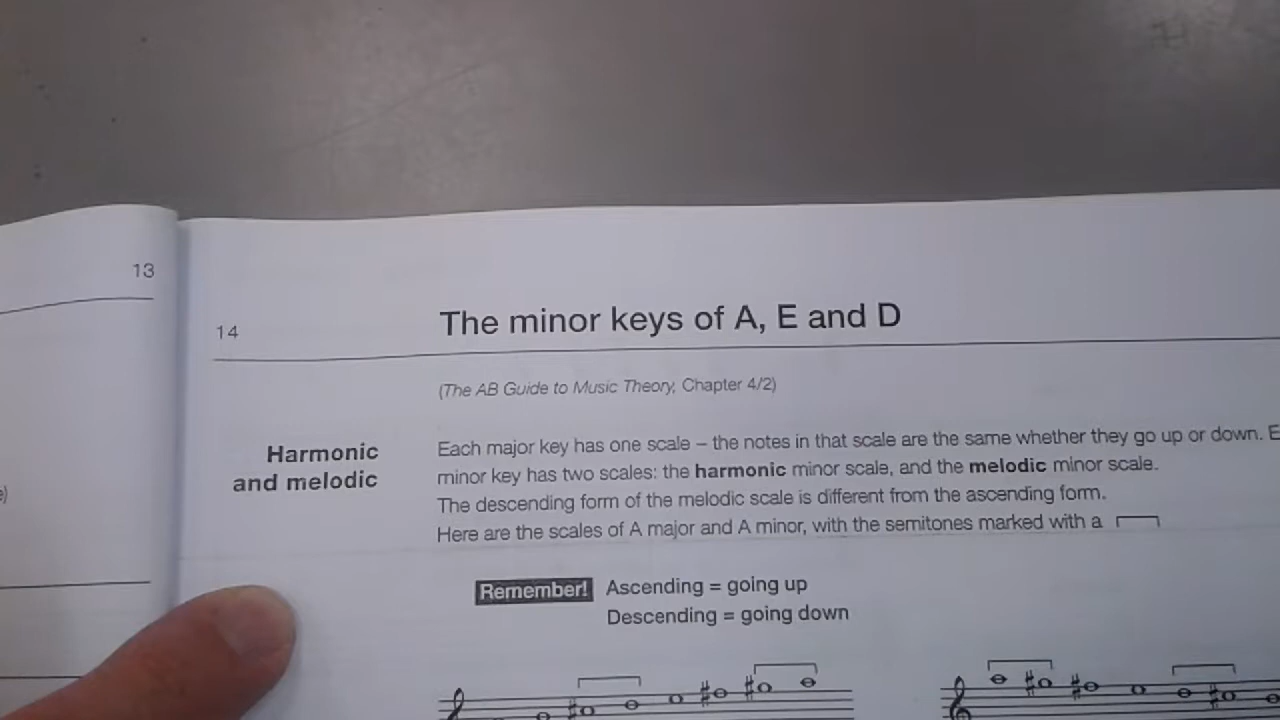 13
14
The minor keys of A, E and D
(The AB Guide to Music Theory, Chapter 4/2)
Harmonic
and melodic
Each major key has one scale – the notes in that scale are the same whether they go up or down. E
minor key has two scales: the harmonic minor scale, and the melodic minor scale.
The descending form of the melodic scale is different from the ascending form.
Here are the scales of A major and A minor, with the semitones marked with a
Remember! Ascending = going up
Descending = going down